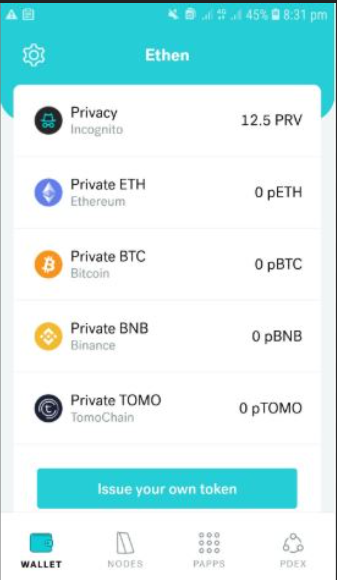 45% 8:31 pm
Ethen
Privacy 12.5 PRV
Incognito
Private ETH 0 pETH
Ethereum
Private BTC 0 pBTC
Bitcoin
Private BNB 0 pBNB
Binance
Private TOMO 0 pTOMO
TomoChain
Issue your own token
WALLET NODES PAPPS PDEX